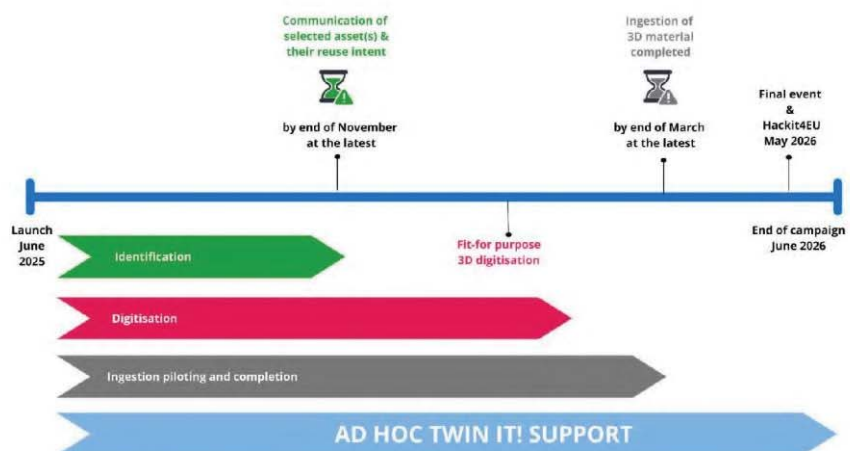 Communication of
selected asset(s) &
their reuse intent
by end of November
at the latest
Ingestion of
3D material
completed
by end of March
at the latest
Final event
&
Hackit4EU
May 2026
Launch
June
2025
Fit-for purpose
3D digitisation
End of campaign
June 2026
Identification
Digitisation
Ingestion piloting and completion
AD HOC TWIN IT! SUPPORT